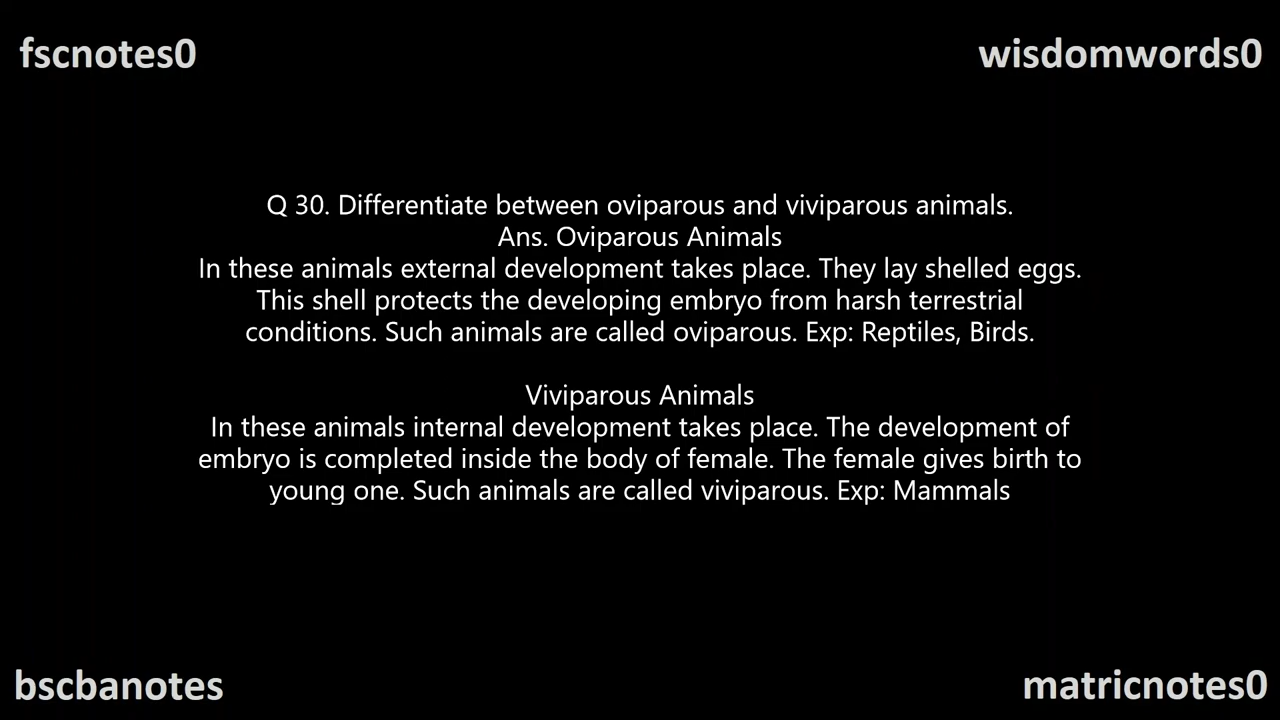 fscnotes0
wisdomwords0
Q 30. Differentiate between oviparous and viviparous animals.
Ans. Oviparous Animals
In these animals external development takes place. They lay shelled eggs.
This shell protects the developing embryo from harsh terrestrial
conditions. Such animals are called oviparous. Exp: Reptiles, Birds.
Viviparous Animals
In these animals internal development takes place. The development of
embryo is completed inside the body of female. The female gives birth to
young one. Such animals are called viviparous. Exp: Mammals
bscbanotes
matricnotes0